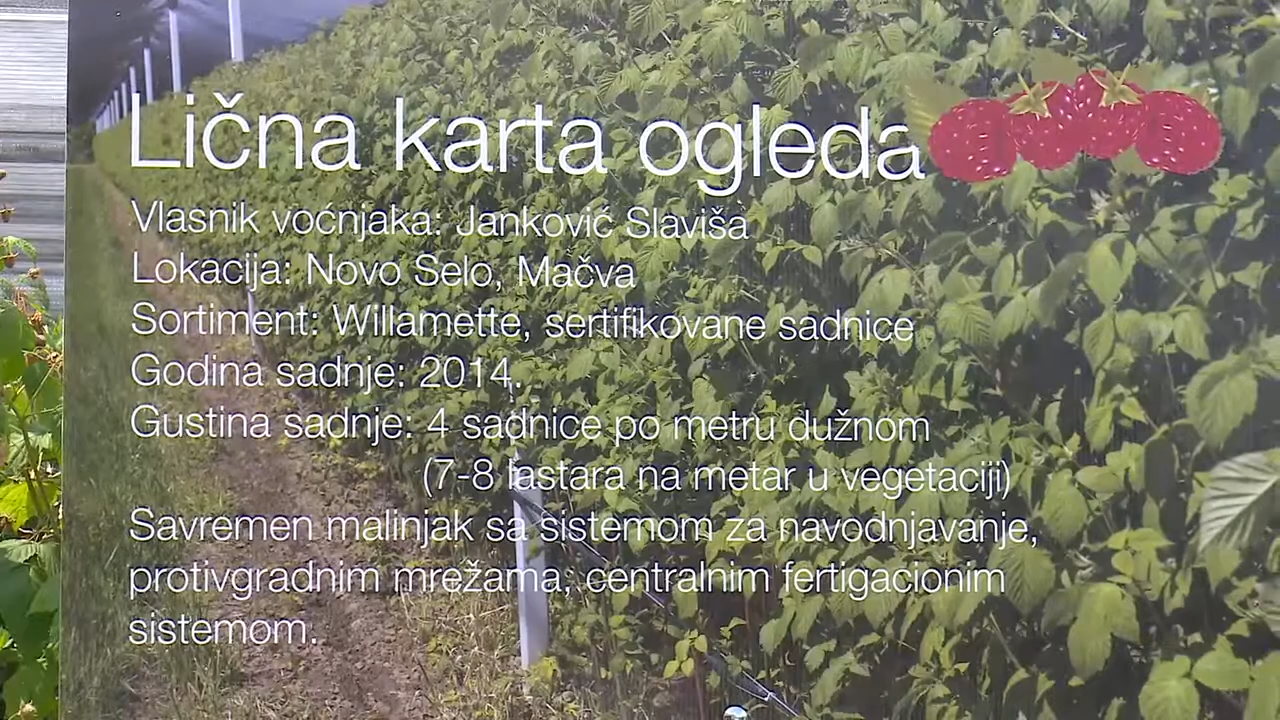 Lična karta ogleda
Vlasnik voćnjaka: Janković Slaviša
Lokacija: Novo Selo, Mačva
Sortiment: Willamette, sertifikovane sadnice
Godina sadnje: 2014.
Gustina sadnje: 4 sadnice po metru dužnom
(7-8 lastara na metar u vegetaciji)
Savremen malinjak sa sistemom za navodnjavanje,
protivgradnim mrežama, centralnim fertigacionim
sistemom.